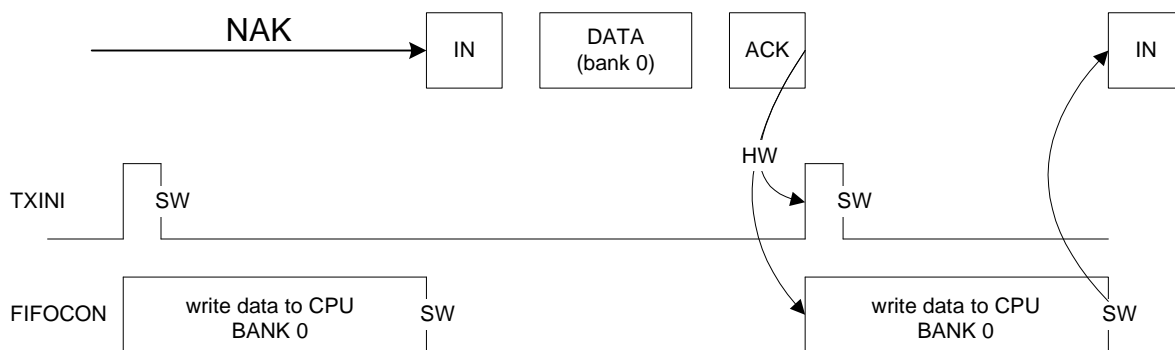 NAK
IN
DATA
(bank 0)
ACK
IN
HW
TXINI
SW
SW
FIFOCON
write data to CPU
BANK 0
SW
write data to CPU
BANK 0
SW